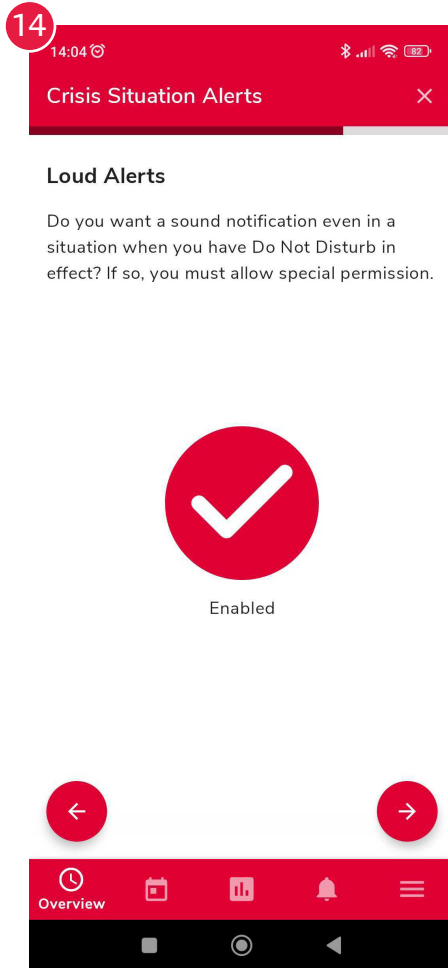 14
14:04 82
Crisis Situation Alerts
Loud Alerts
Do you want a sound notification even in a
situation when you have Do Not Disturb in
effect? If so, you must allow special permission.
Enabled
Overview